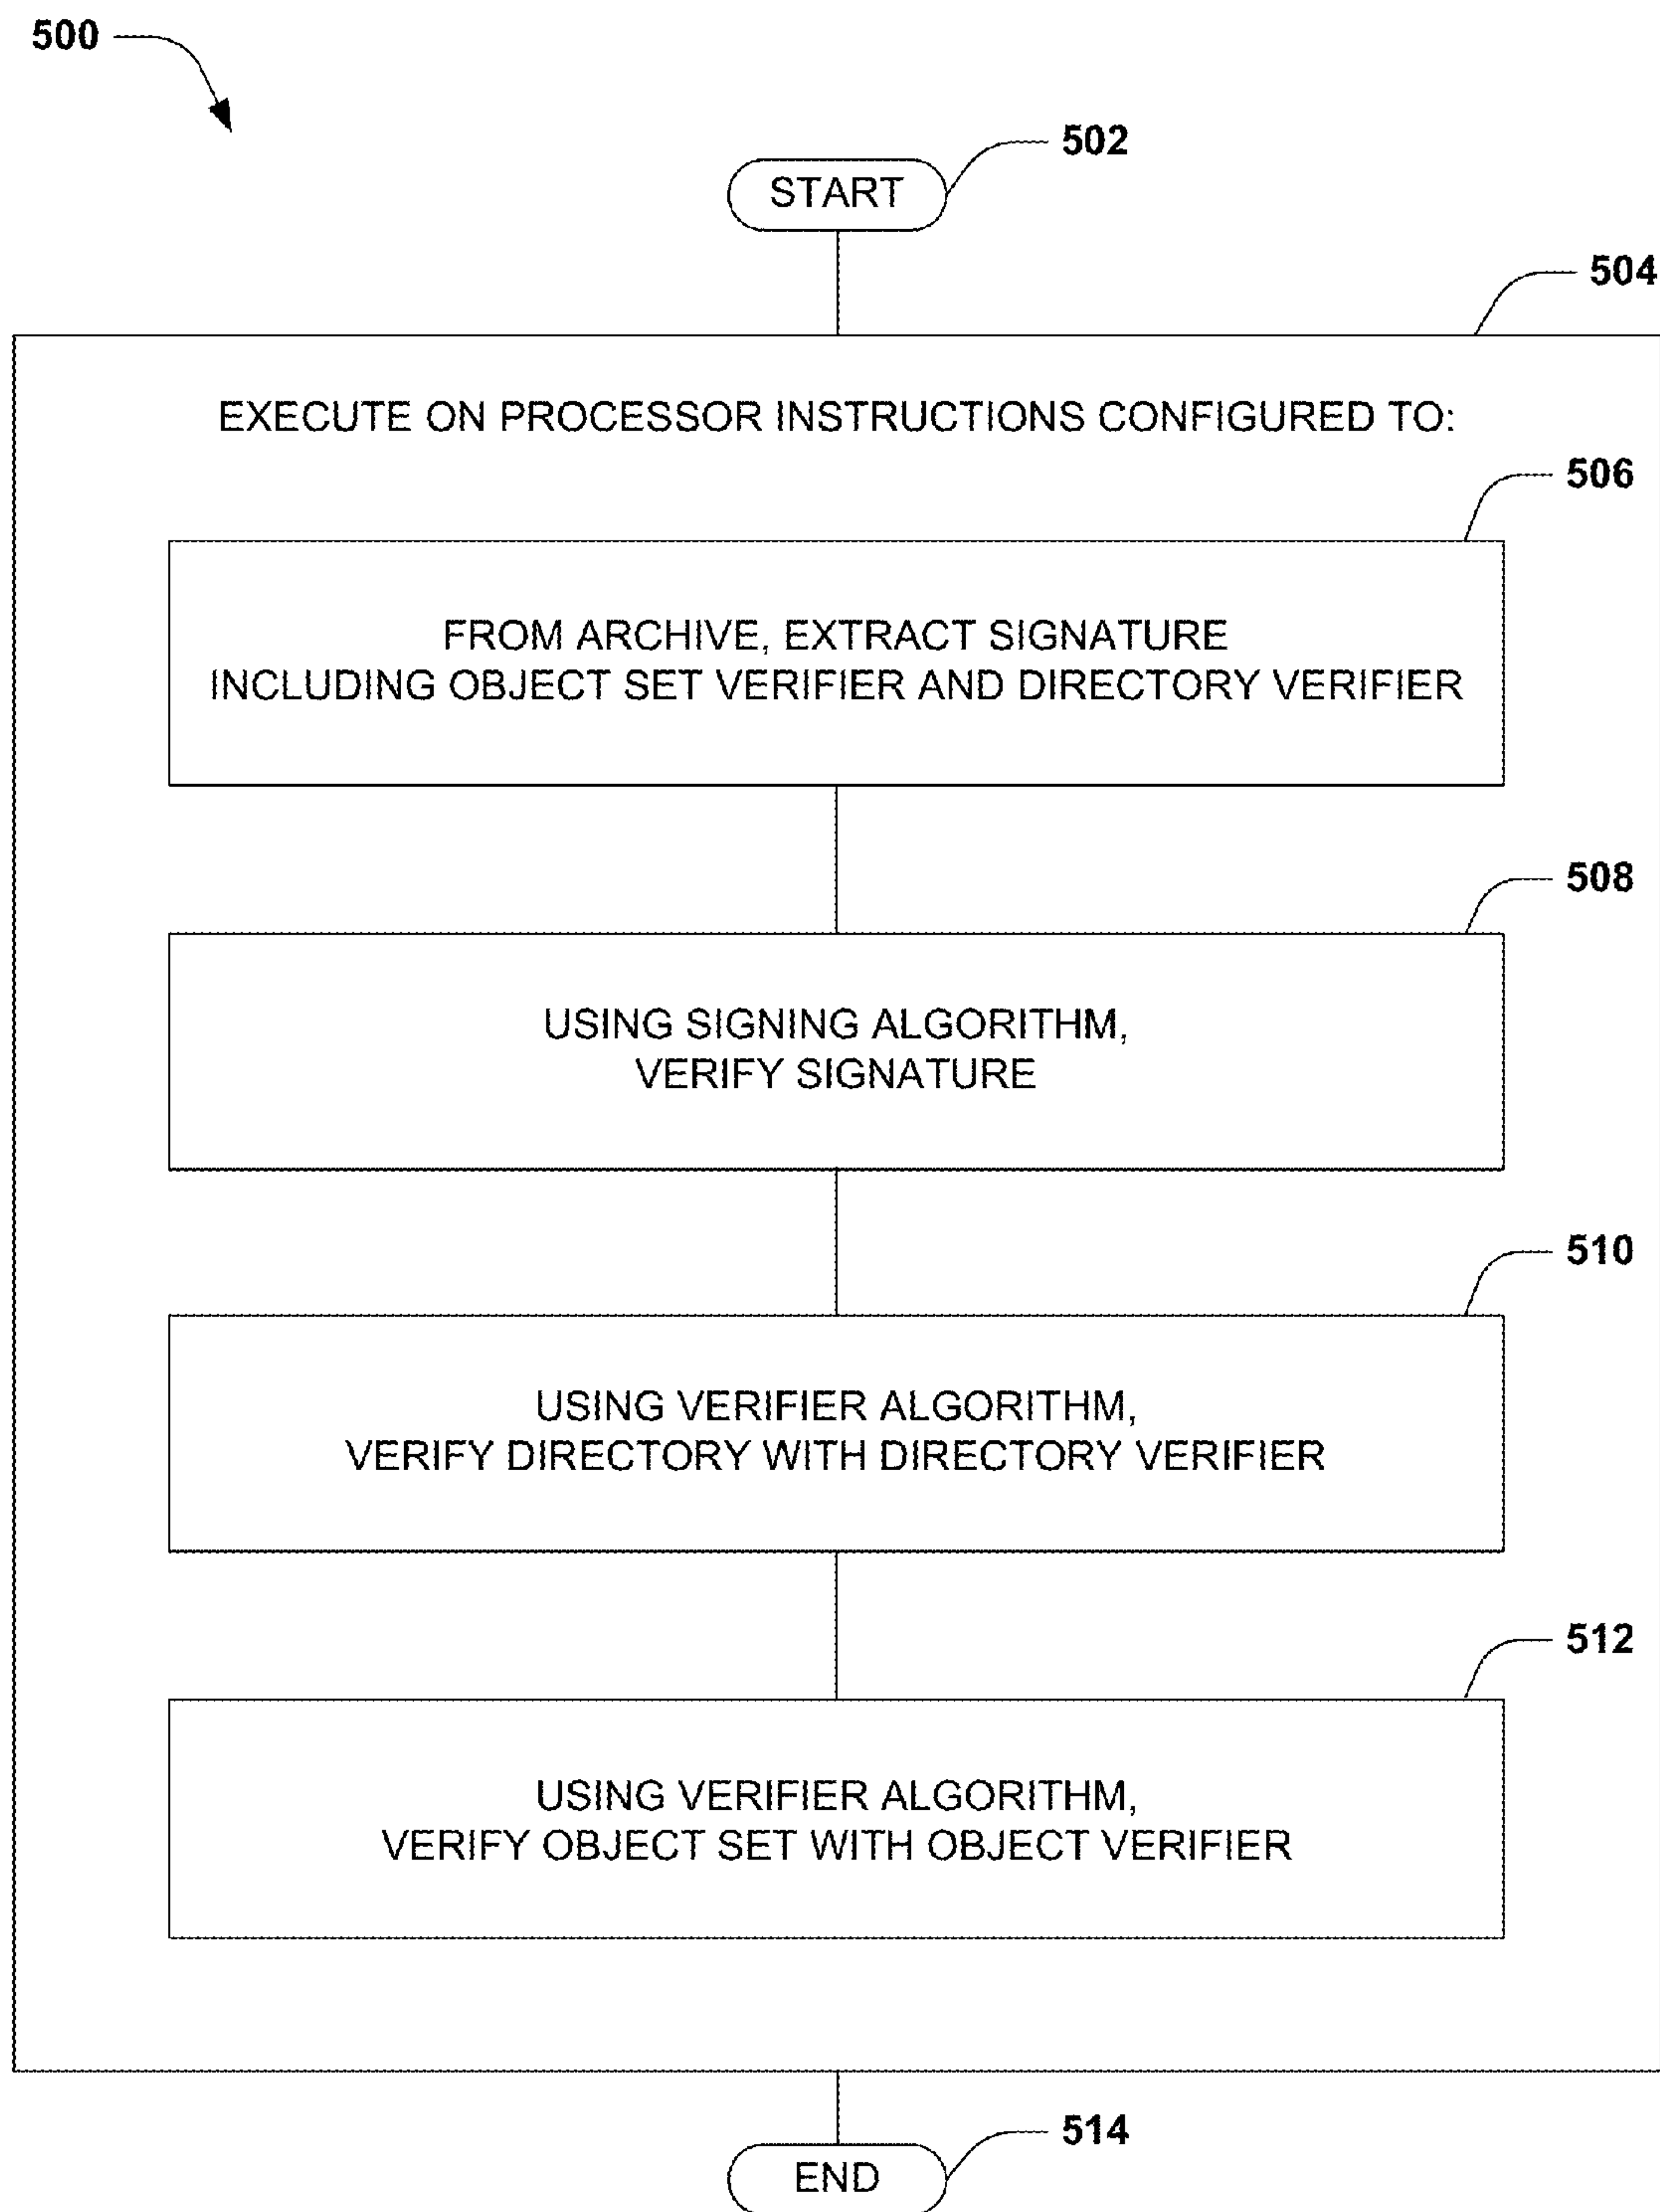 500
502
START
504
EXECUTE ON PROCESSOR INSTRUCTIONS CONFIGURED TO:
506
FROM ARCHIVE, EXTRACT SIGNATURE
INCLUDING OBJECT SET VERIFIER AND DIRECTORY VERIFIER
508
USING SIGNING ALGORITHM,
VERIFY SIGNATURE
510
USING VERIFIER ALGORITHM,
VERIFY DIRECTORY WITH DIRECTORY VERIFIER
512
USING VERIFIER ALGORITHM,
VERIFY OBJECT SET WITH OBJECT VERIFIER
514
END